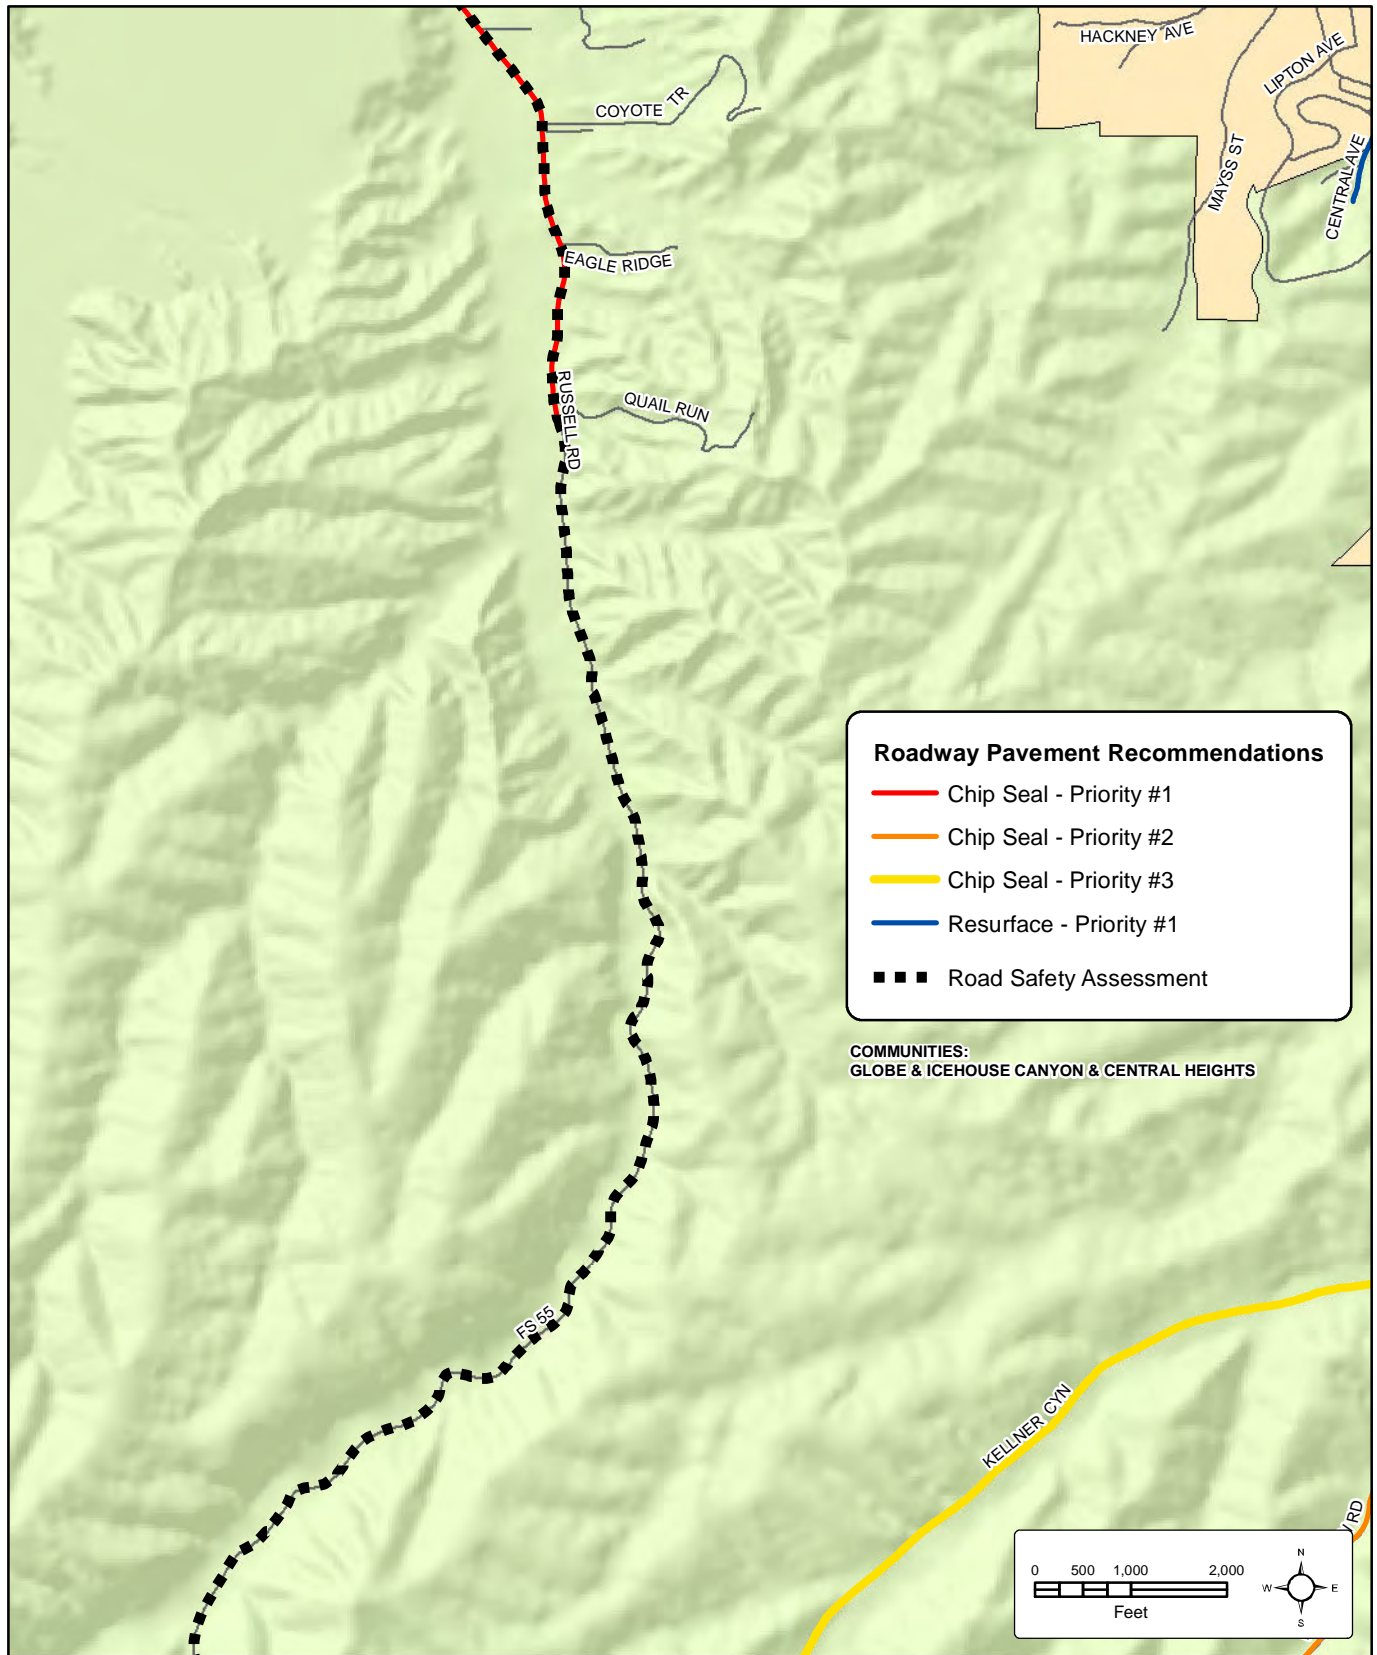 HACKNEY AVE
LIPTON AVE
COYOTE TR
MAYSS ST
CENTRAL AVE
EAGLE RIDGE
RUSSELL RD
QUAIL RUN
Roadway Pavement Recommendations
Chip Seal - Priority #1
Chip Seal - Priority #2
Chip Seal - Priority #3
Resurface - Priority #1
Road Safety Assessment
COMMUNITIES:
GLOBE & ICEHOUSE CANYON & CENTRAL HEIGHTS
FS 55
KELLNER CYN
RD
0 500 1,000 2,000
Feet
N
W E
S